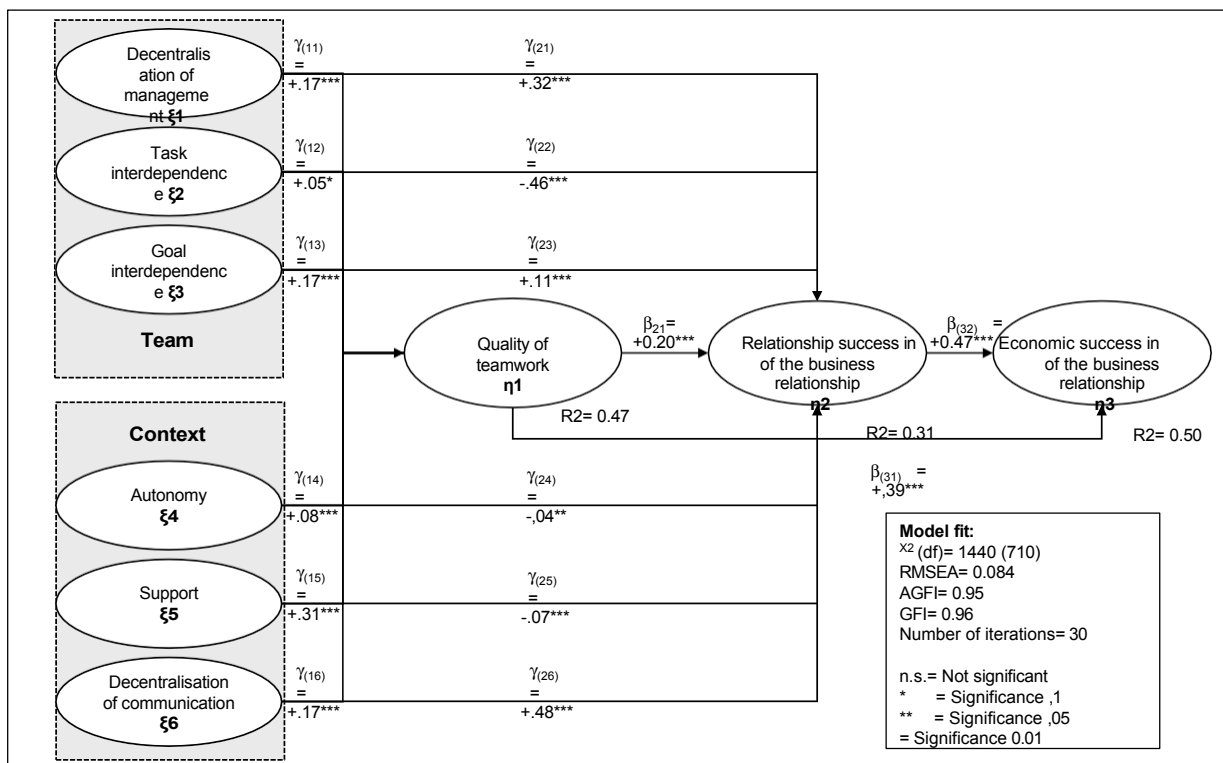 Decentralis
ation of
manageme
nt ξ1
γ(11)
=
+.17***
γ(21)
=
+.32***
Task
interdependenc
e ξ2
γ(12)
=
+.05*
γ(22)
=
-.46***
Goal
interdependenc
e ξ3
γ(13)
=
+.17***
γ(23)
=
+.11***
Team
Quality of
teamwork
η1
β21=
+0.20***
Relationship success in
of the business
relationship
η2
β(32) =
+0.47***
Economic success in
of the business
relationship
η3
R2= 0.47
R2= 0.31
R2= 0.50
β(31) =
+,39***
Context
Autonomy
ξ4
γ(14)
=
+.08***
γ(24)
=
-,04**
Support
ξ5
γ(15)
=
+.31***
γ(25)
=
-.07***
Decentralisation
of communication
ξ6
γ(16)
=
+.17***
γ(26)
=
+.48***
Model fit:
X2 (df)= 1440 (710)
RMSEA= 0.084
AGFI= 0.95
GFI= 0.96
Number of iterations= 30
n.s.= Not significant
* = Significance ,1
** = Significance ,05
= Significance 0.01